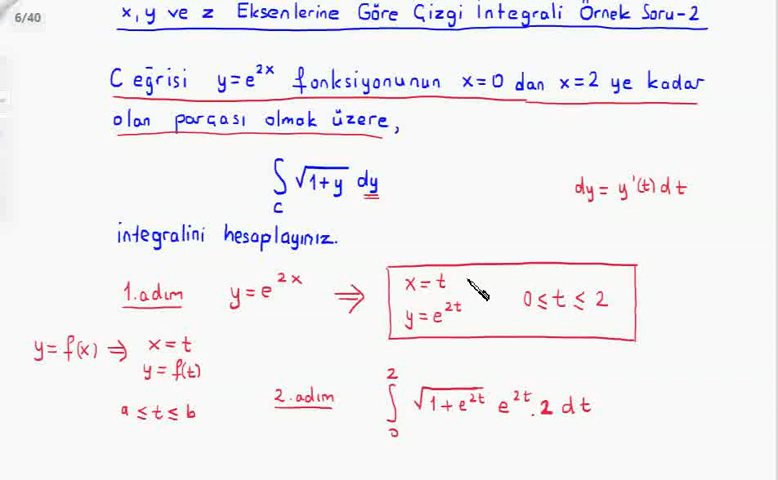 6/40
x, y ve z Eksenlerine Göre Çizgi İntegrali Örnek Soru-2
C eğrisi y=e^{2x} fonksiyonunun x=0 dan x=2 ye kadar
olan parçası olmak üzere,
∫_C √(1+y) dy
dy = y'(t) dt
integralini hesaplayınız.
1.adım y=e^{2x} ⇒ x=t
y=e^{2t} 0≤t≤2
y=f(x) ⇒ x=t
y=f(t)
a≤t≤b
2.adım ∫_0^2 √(1+e^{2t}) e^{2t}.2 dt